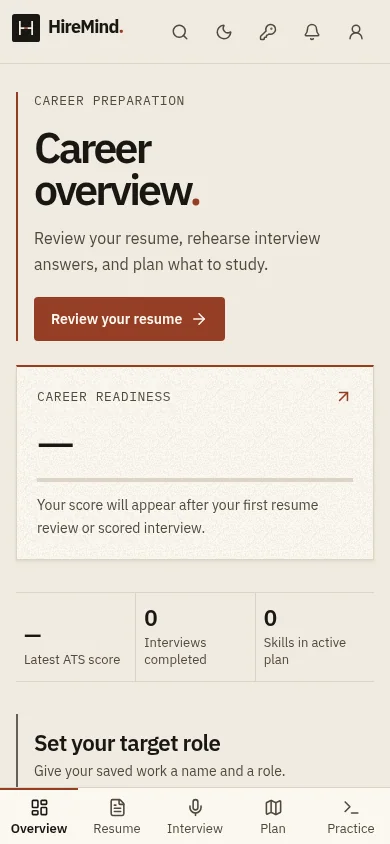 HireMind.
CAREER PREPARATION
Career
overview.
Review your resume, rehearse interview
answers, and plan what to study.
Review your resume
CAREER READINESS
—
Your score will appear after your first resume
review or scored interview.
–
Latest ATS score
0
Interviews
completed
0
Skills in active
plan
Set your target role
Give your saved work a name and a role.
Overview
Resume
Interview
Plan
Practice